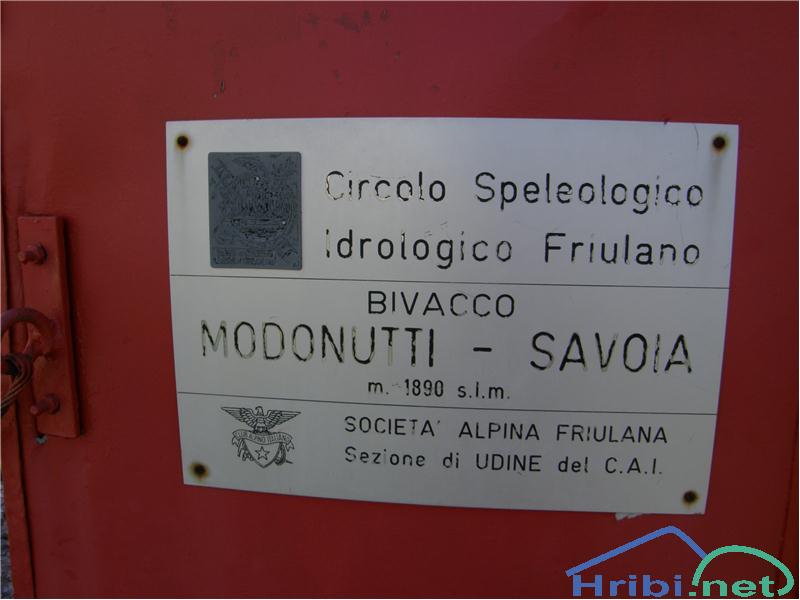 Circolo Speleologico
Idrologico Friulano
BIVACCO
MODONUTTI - SAVOIA
m. 1890 s.l.m.
SOCIETA' ALPINA FRIULANA
Sezione di UDINE del C.A.I.
Hribi.net